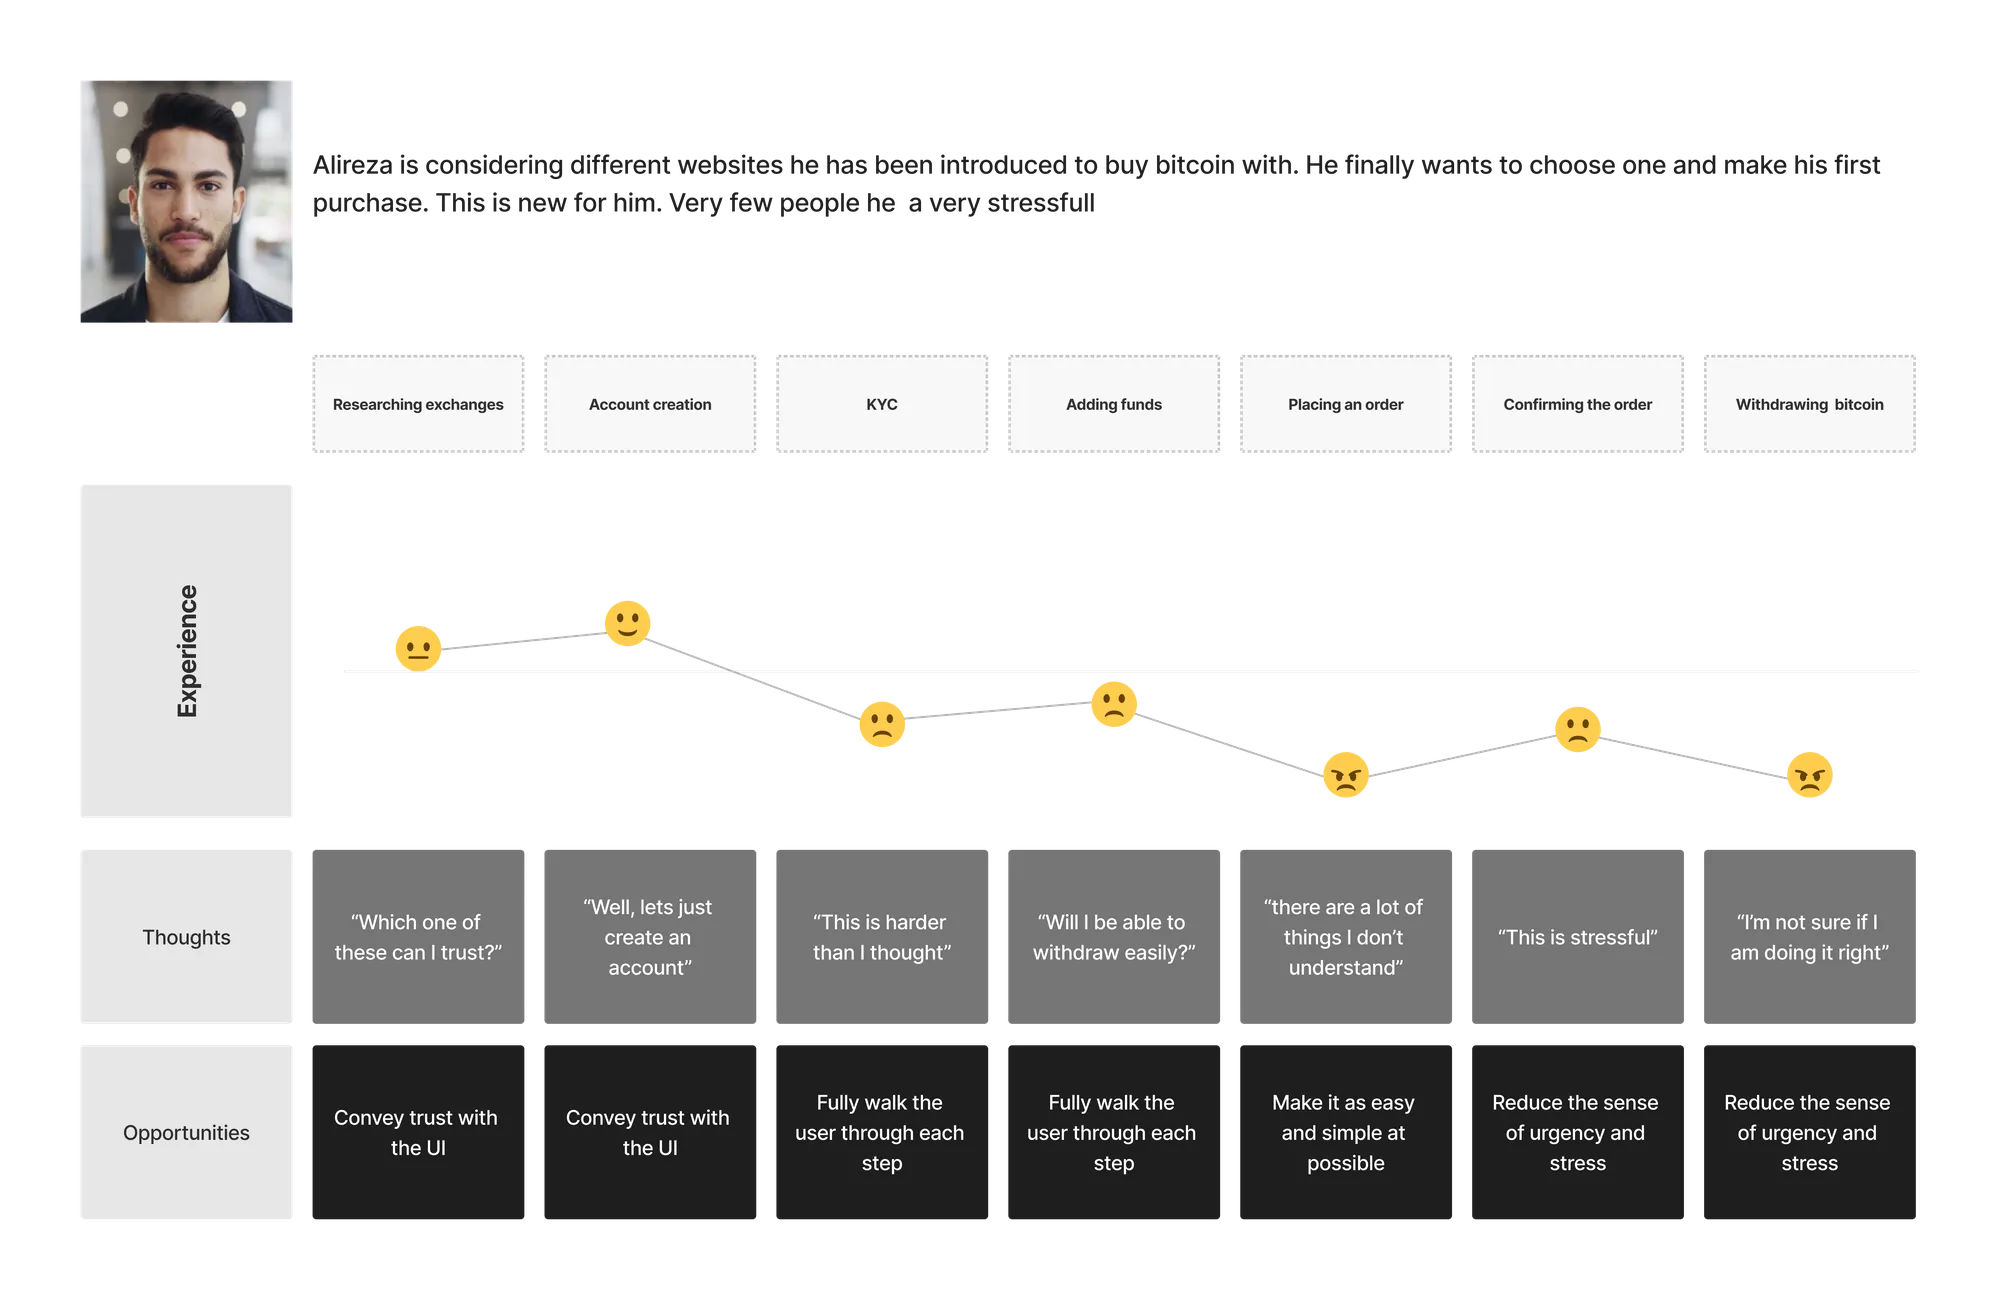 Alireza is considering different websites he has been introduced to buy bitcoin with. He finally wants to choose one and make his first
purchase. This is new for him. Very few people he  a very stressfull
Researching exchanges
Account creation
KYC
Adding funds
Placing an order
Confirming the order
Withdrawing  bitcoin
Experience
Thoughts
“Which one of
these can I trust?”
“Well, lets just
create an
account”
“This is harder
than I thought”
“Will I be able to
withdraw easily?”
“there are a lot of
things I don’t
understand”
“This is stressful”
“I’m not sure if I
am doing it right”
Opportunities
Convey trust with
the UI
Convey trust with
the UI
Fully walk the
user through each
step
Fully walk the
user through each
step
Make it as easy
and simple at
possible
Reduce the sense
of urgency and
stress
Reduce the sense
of urgency and
stress